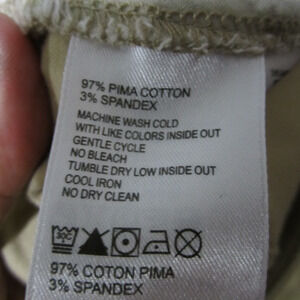 97% PIMA COTTON
3% SPANDEX
MACHINE WASH COLD
WITH LIKE COLORS INSIDE OUT
GENTLE CYCLE
NO BLEACH
TUMBLE DRY LOW INSIDE OUT
COOL IRON
NO DRY CLEAN
30C
97% COTON PIMA
3% SPANDEX